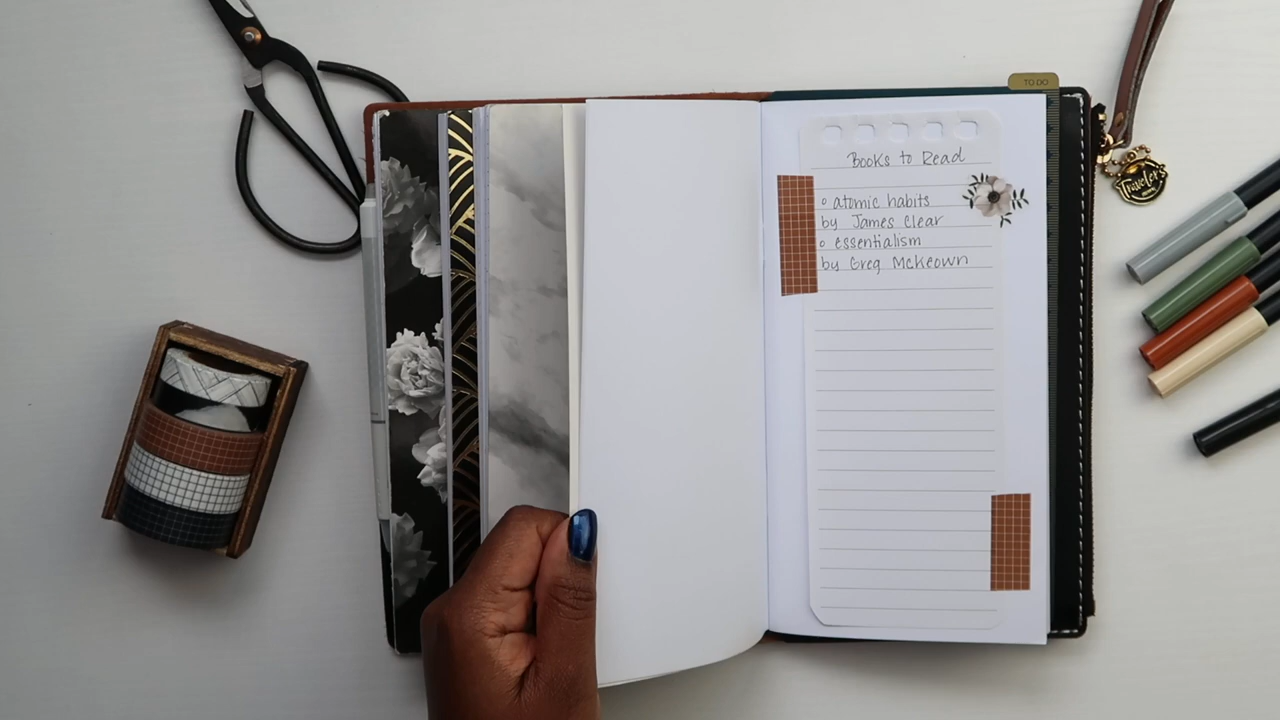 TO DO
Books to Read
o atomic habits
by James Clear
o essentialism
by Greg McKeown
Traveler's